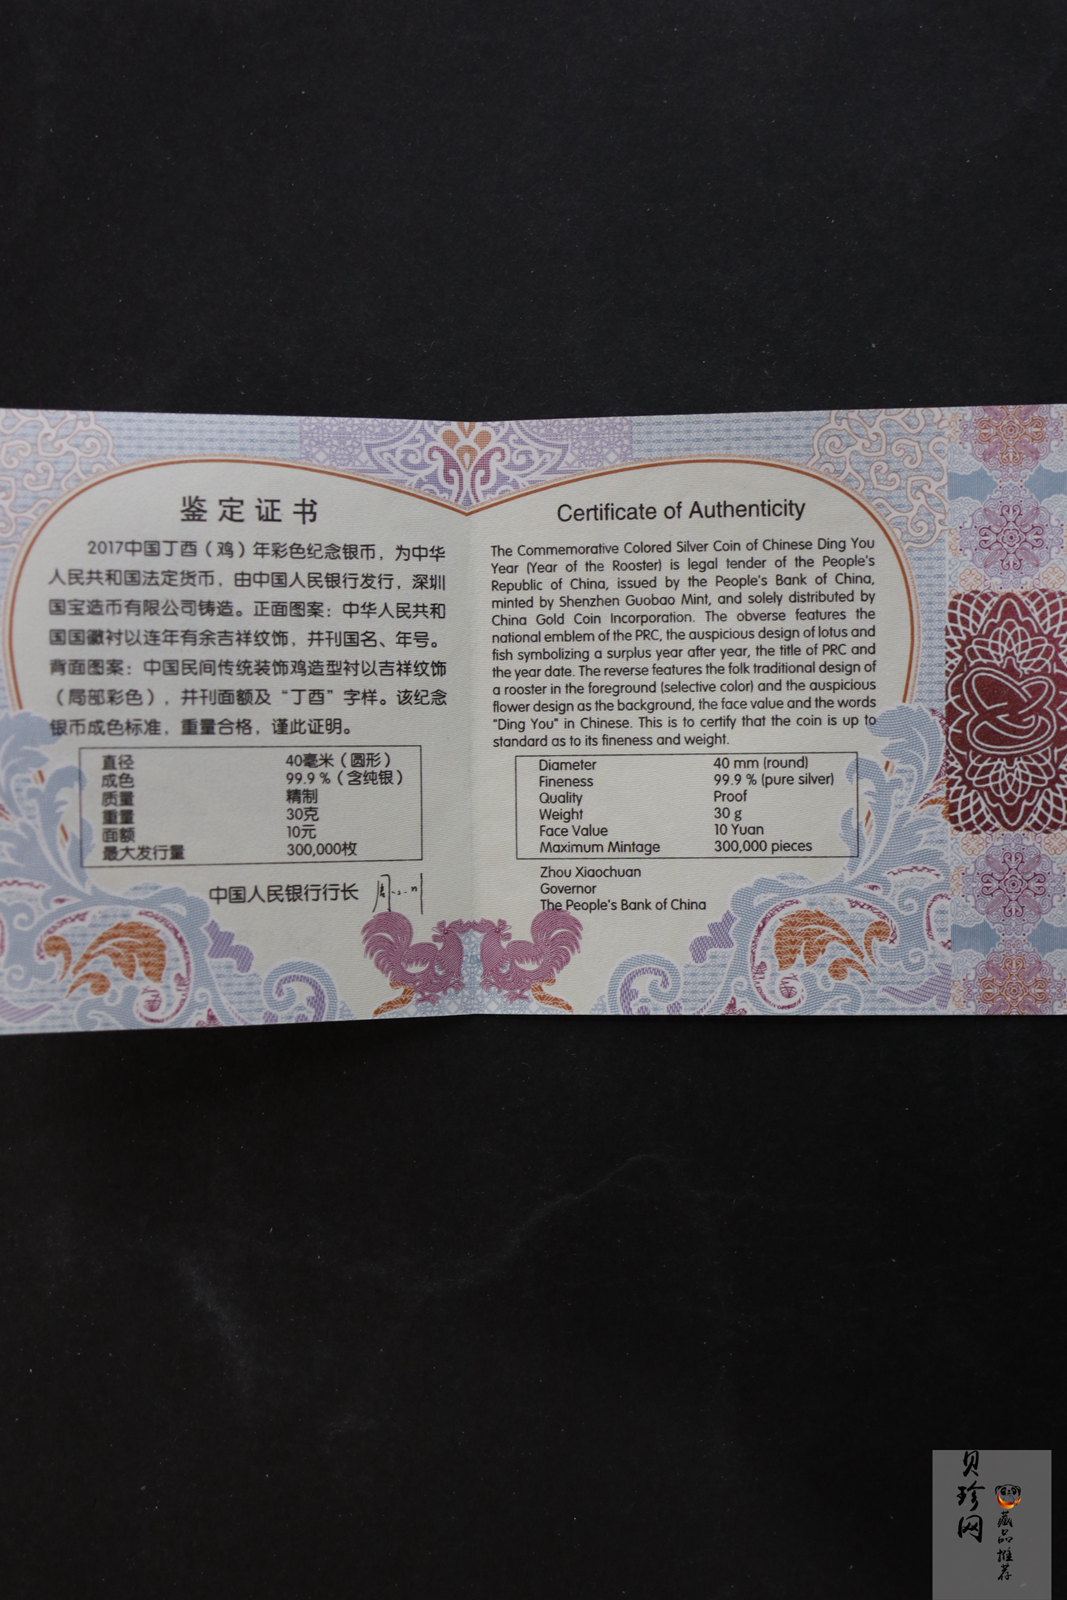 鉴定证书
2017中国丁酉（鸡）年彩色纪念银币，为中华
人民共和国法定货币，由中国人民银行发行，深圳
国宝造币有限公司铸造。正面图案：中华人民共和
国国徽衬以连年有余吉祥纹饰，并刊国名、年号。
背面图案：中国民间传统装饰鸡造型衬以吉祥纹饰
（局部彩色），并刊面额及“丁酉”字样。该纪念
银币成色标准，重量合格，谨此证明。
直径 40毫米（圆形）
成色 99.9 %（含纯银）
质量 精制
重量 30克
面额 10元
最大发行量 300,000枚
中国人民银行行长
Certificate of Authenticity
The Commemorative Colored Silver Coin of Chinese Ding You
Year (Year of the Rooster) is legal tender of the People's
Republic of China, issued by the People's Bank of China,
minted by Shenzhen Guobao Mint, and solely distributed by
China Gold Coin Incorporation. The obverse features the
national emblem of the PRC, the auspicious design of lotus and
fish symbolizing a surplus year after year, the title of PRC and
the year date. The reverse features the folk traditional design of
a rooster in the foreground (selective color) and the auspicious
flower design as the background, the face value and the words
"Ding You" in Chinese. This is to certify that the coin is up to
standard as to its fineness and weight.
Diameter 40 mm (round)
Fineness 99.9 % (pure silver)
Quality Proof
Weight 30 g
Face Value 10 Yuan
Maximum Mintage 300,000 pieces
Zhou Xiaochuan
Governor
The People's Bank of China
贝珍网
藏品推荐